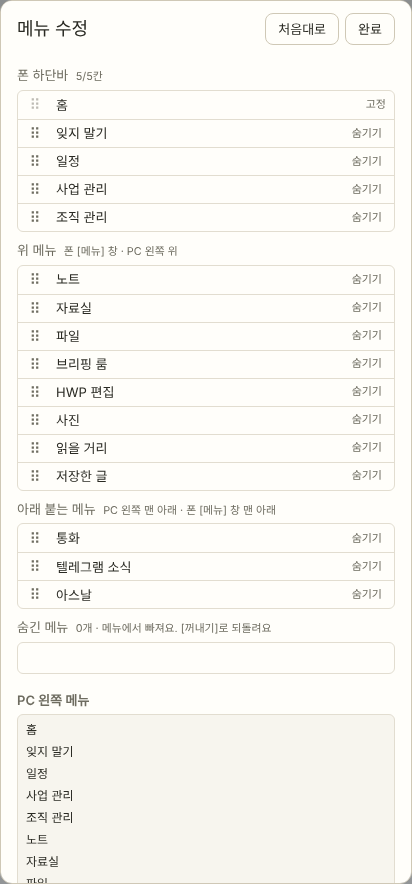 메뉴 수정
처음대로
완료
폰 하단바 5/5칸
홈 고정
잊지 말기 숨기기
일정 숨기기
사업 관리 숨기기
조직 관리 숨기기
위 메뉴 폰 [메뉴] 창 · PC 왼쪽 위
노트 숨기기
자료실 숨기기
파일 숨기기
브리핑 룸 숨기기
HWP 편집 숨기기
사진 숨기기
읽을 거리 숨기기
저장한 글 숨기기
아래 붙는 메뉴 PC 왼쪽 맨 아래 · 폰 [메뉴] 창 맨 아래
통화 숨기기
텔레그램 소식 숨기기
아스날 숨기기
숨긴 메뉴 0개 · 메뉴에서 빠져요. [꺼내기]로 되돌려요
PC 왼쪽 메뉴
홈
잊지 말기
일정
사업 관리
조직 관리
노트
자료실